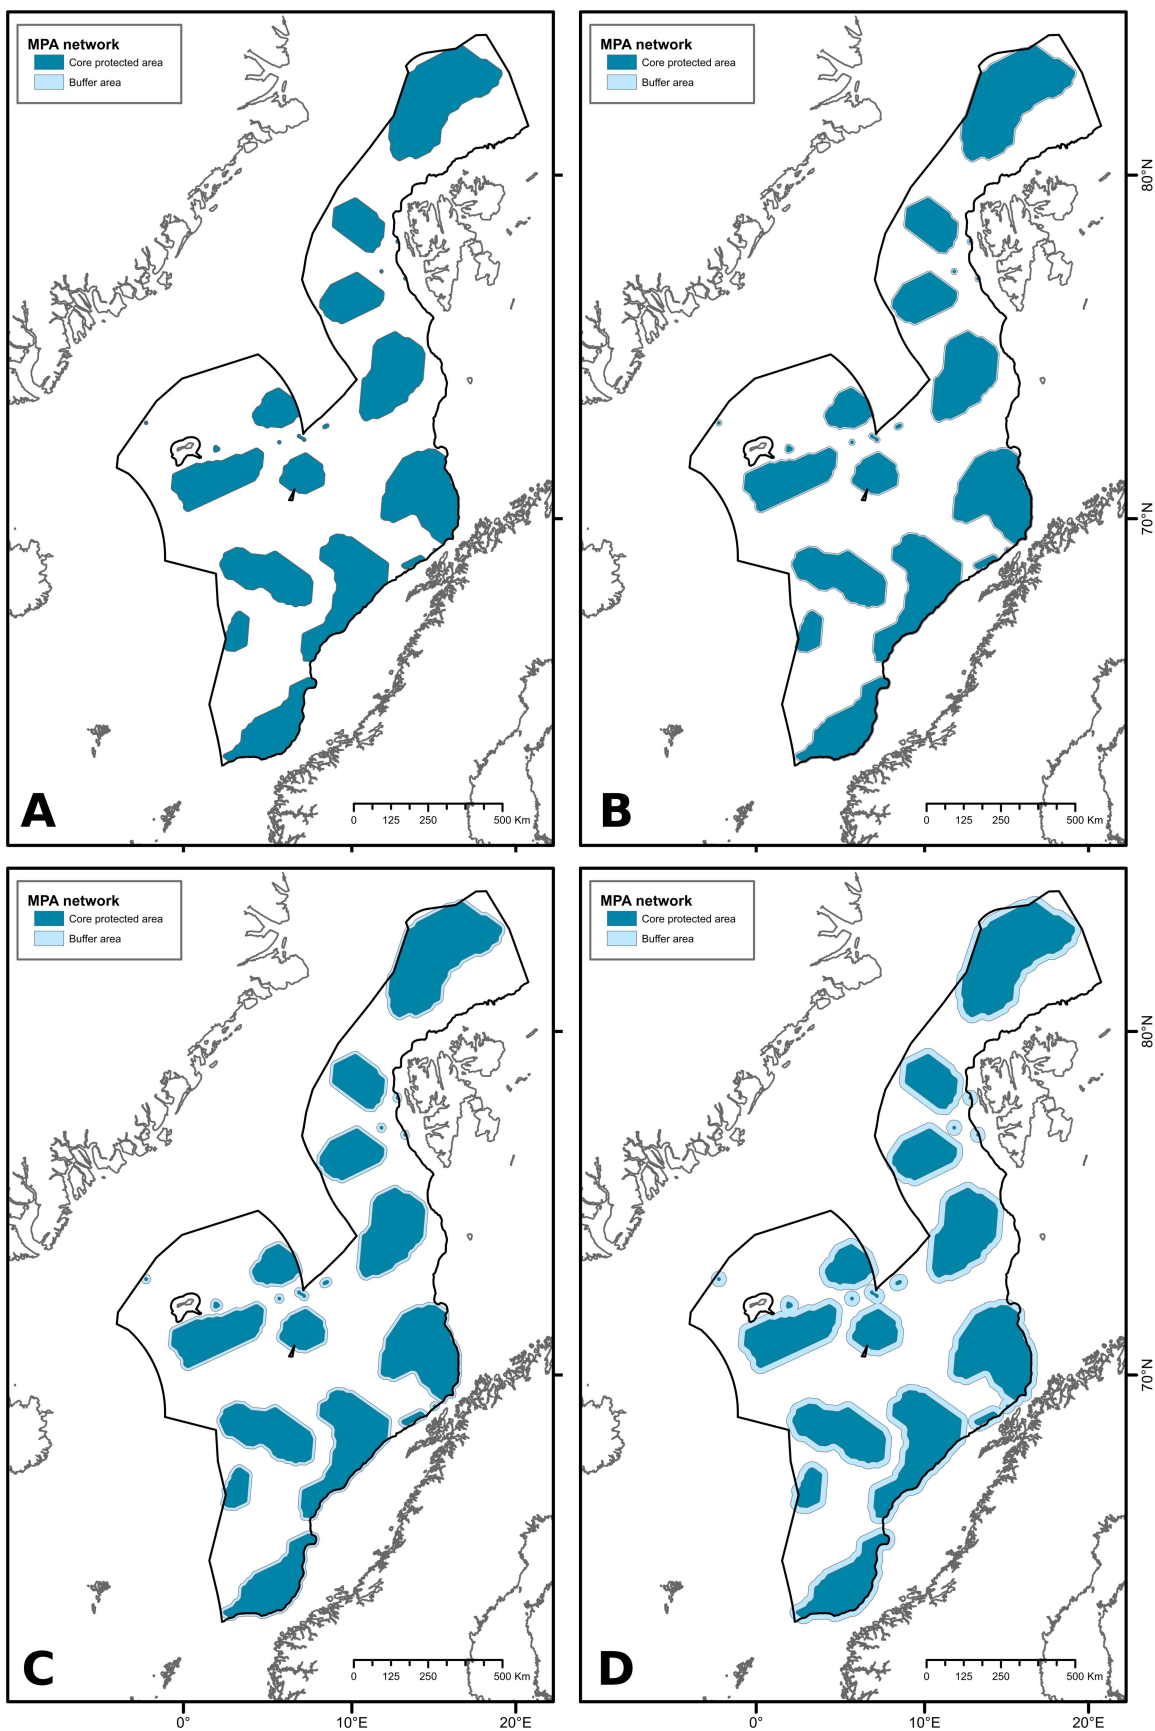 MPA network
Core protected area
Buffer area
0 125 250 500 Km
A
MPA network
Core protected area
Buffer area
80°N
70°N
0 125 250 500 Km
B
MPA network
Core protected area
Buffer area
0 125 250 500 Km
C
0° 10°E 20°E
MPA network
Core protected area
Buffer area
80°N
70°N
0 125 250 500 Km
D
0° 10°E 20°E